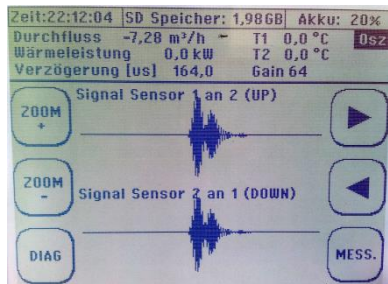 Zeit:22:12:04 SD Speicher: 1,98GB Akku: 20%
Durchfluss -7,28 m³/h T1 0,0 °C Osz
Wärmeleistung 0,0 kW T2 0,0 °C
Verzögerung [us] 164,0 Gain 64
Signal Sensor 1 an 2 (UP)
ZOOM
+
ZOOM
-
Signal Sensor 2 an 1 (DOWN)
DIAG MESS.